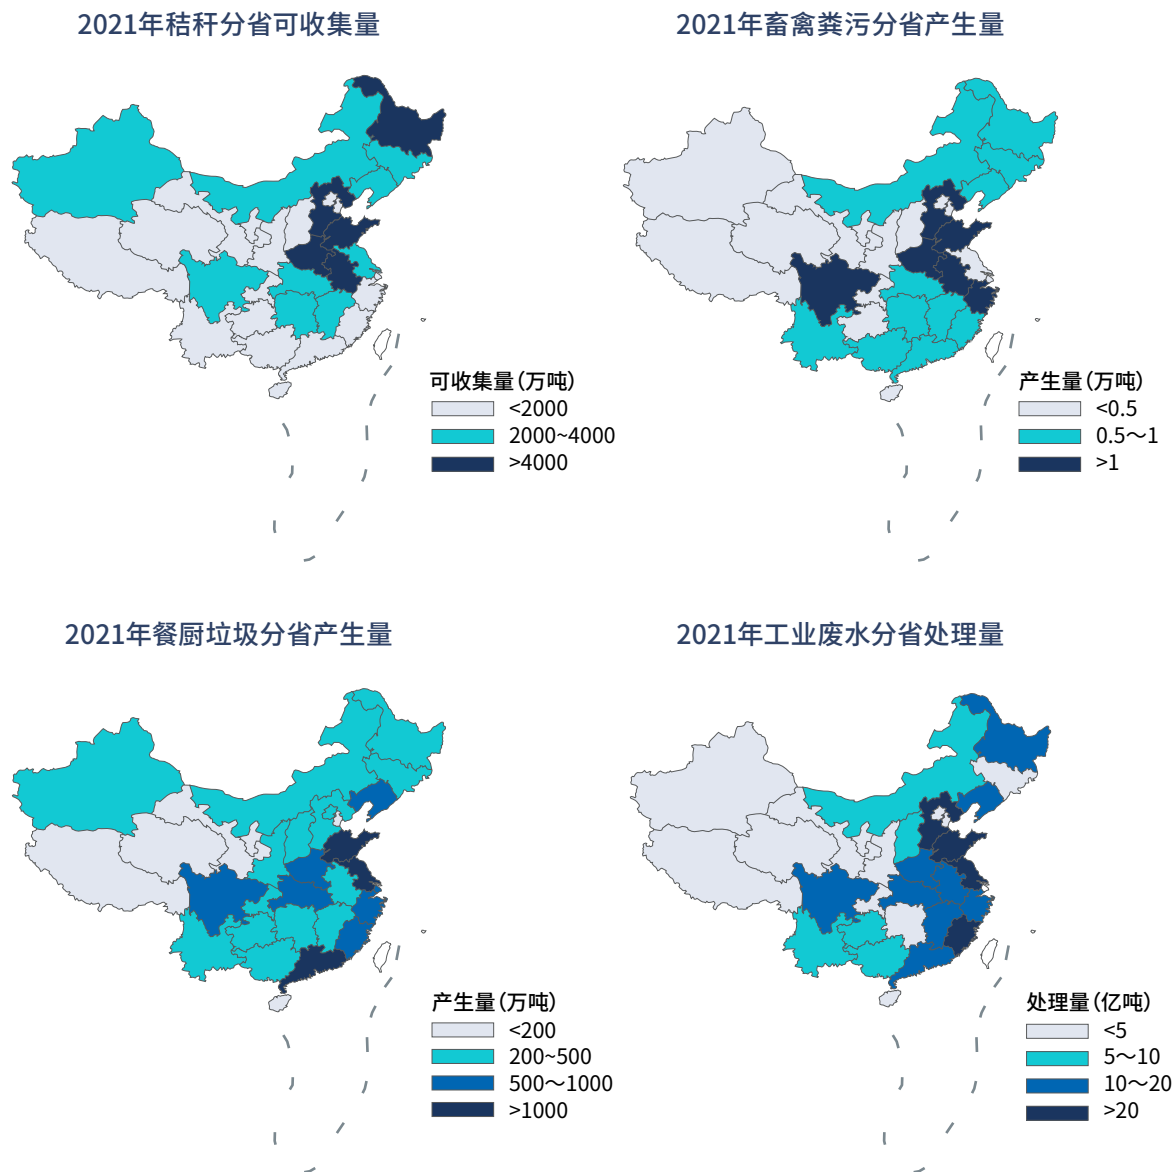 2021年秸秆分省可收集量
2021年畜禽粪污分省产生量
可收集量(万吨)
<2000
2000~4000
>4000
产生量(万吨)
<0.5
0.5～1
>1
2021年餐厨垃圾分省产生量
2021年工业废水分省处理量
产生量(万吨)
<200
200~500
500～1000
>1000
处理量(亿吨)
<5
5～10
10～20
>20